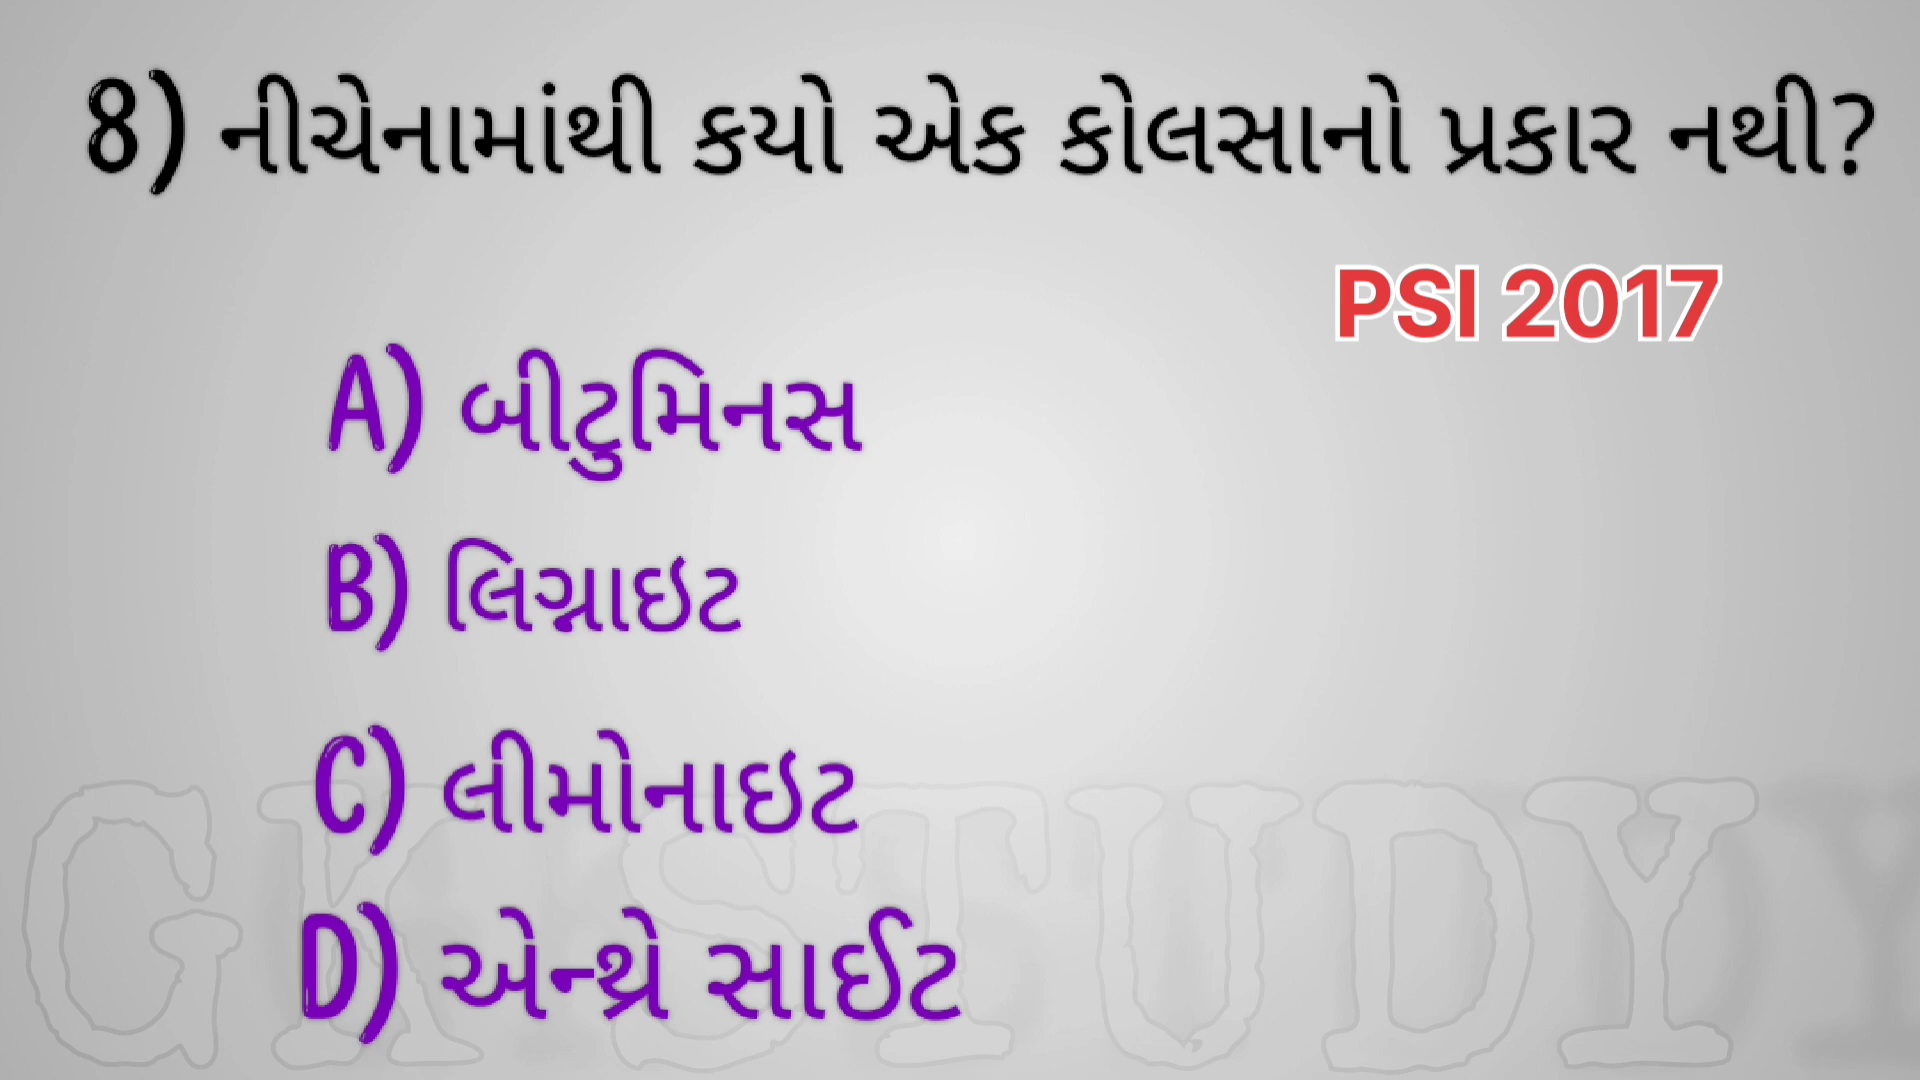 8) નીચેનામાંથી કયો એક કોલસાનો પ્રકાર નથી?
PSI 2017
A) બીટુમિનસ
B) લિગ્નાઇટ
C) લીમોનાઇટ
D) એન્થ્રે સાઈટ
GK STUDY